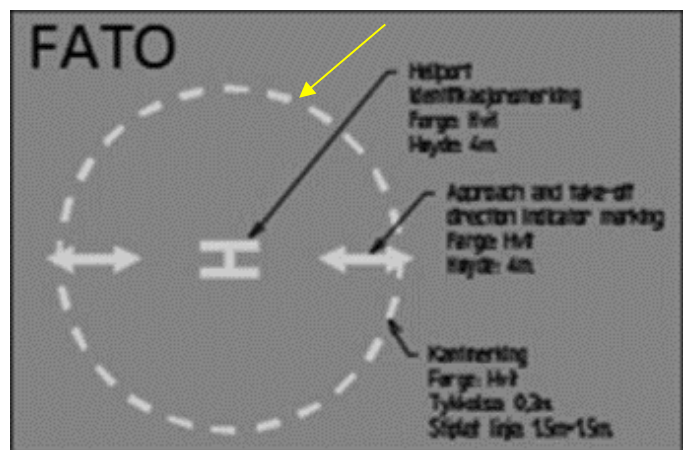 FATO
Heliport
Identifikasjonsmerking
Farge: Hvit
Høyde: 4m.
Approach and take-off
direction indicator marking
Farge: Hvit
Høyde: 4m.
Kantmerking
Farge: Hvit
Tykkelse: 0,3m
Stiplet linje: 1.5m-1.5m.